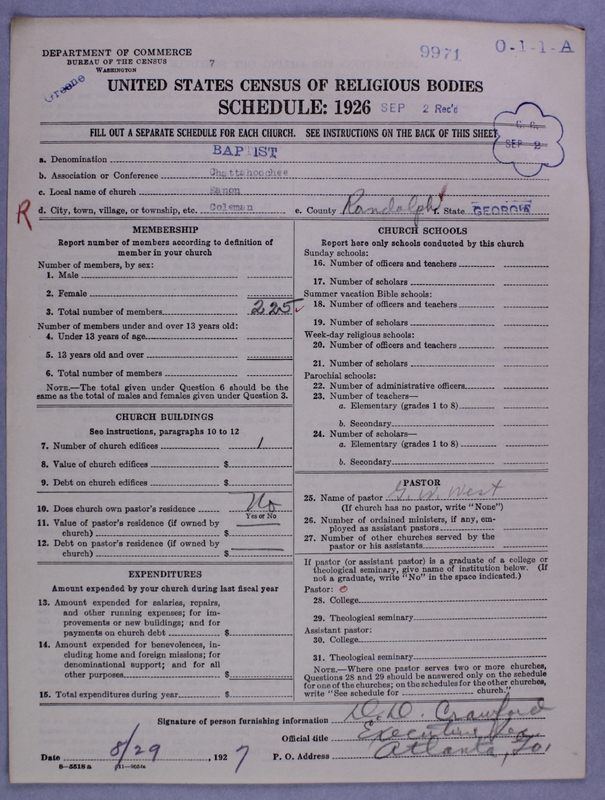 DEPARTMENT OF COMMERCE
BUREAU OF THE CENSUS
WASHINGTON
7
9971
O-1-1-A
Greene
UNITED STATES CENSUS OF RELIGIOUS BODIES
SCHEDULE: 1926
SEP 2 Rec'd
SEP 2
FILL OUT A SEPARATE SCHEDULE FOR EACH CHURCH. SEE INSTRUCTIONS ON THE BACK OF THIS SHEET
a. Denomination BAPTIST
b. Association or Conference Chattahoochee
c. Local name of church
R
d. City, town, village, or township, etc. Coleman e. County Randolph f. State GEORGIA
MEMBERSHIP
Report number of members according to definition of member in your church
Number of members, by sex:
1. Male
2. Female
3. Total number of members 225
Number of members under and over 13 years old:
4. Under 13 years of age
5. 13 years old and over
6. Total number of members
NOTE.—The total given under Question 6 should be the
same as the total of males and females given under Question 3.
CHURCH BUILDINGS
See instructions, paragraphs 10 to 12
7. Number of church edifices 1
8. Value of church edifices $
9. Debt on church edifices $
10. Does church own pastor's residence No
Yes or No
11. Value of pastor's residence (if owned by
church) $
12. Debt on pastor's residence (if owned by
church) $
EXPENDITURES
Amount expended by your church during last fiscal year
13. Amount expended for salaries, repairs,
and other running expenses; for im-
provements or new buildings; and for
payments on church debt $
14. Amount expended for benevolences, in-
cluding home and foreign missions; for
denominational support; and for all
other purposes $
15. Total expenditures during year $
CHURCH SCHOOLS
Report here only schools conducted by this church
Sunday schools:
16. Number of officers and teachers
17. Number of scholars
Summer vacation Bible schools:
18. Number of officers and teachers
19. Number of scholars
Week-day religious schools:
20. Number of officers and teachers
21. Number of scholars
Parochial schools:
22. Number of administrative officers
23. Number of teachers—
a. Elementary (grades 1 to 8)
b. Secondary
24. Number of scholars—
a. Elementary (grades 1 to 8)
b. Secondary
PASTOR
25. Name of pastor G. W. West
(If church has no pastor, write "None")
26. Number of ordained ministers, if any, em-
ployed as assistant pastors
27. Number of other churches served by the
pastor or his assistants
If pastor (or assistant pastor) is a graduate of a college or
theological seminary, give name of institution below. (If
not a graduate, write "No" in the space indicated.)
Pastor:
28. College
29. Theological seminary
Assistant pastor:
30. College
31. Theological seminary
NOTE.—Where one pastor serves two or more churches,
Questions 28 and 29 should be answered only on the schedule
for one of the churches; on the schedules for the other churches,
write "See schedule for church."
Signature of person furnishing information D. D. Crawford
Official title Executive Sec.
Date 8/29, 1927 P. O. Address Atlanta, Ga.
8—5518 a